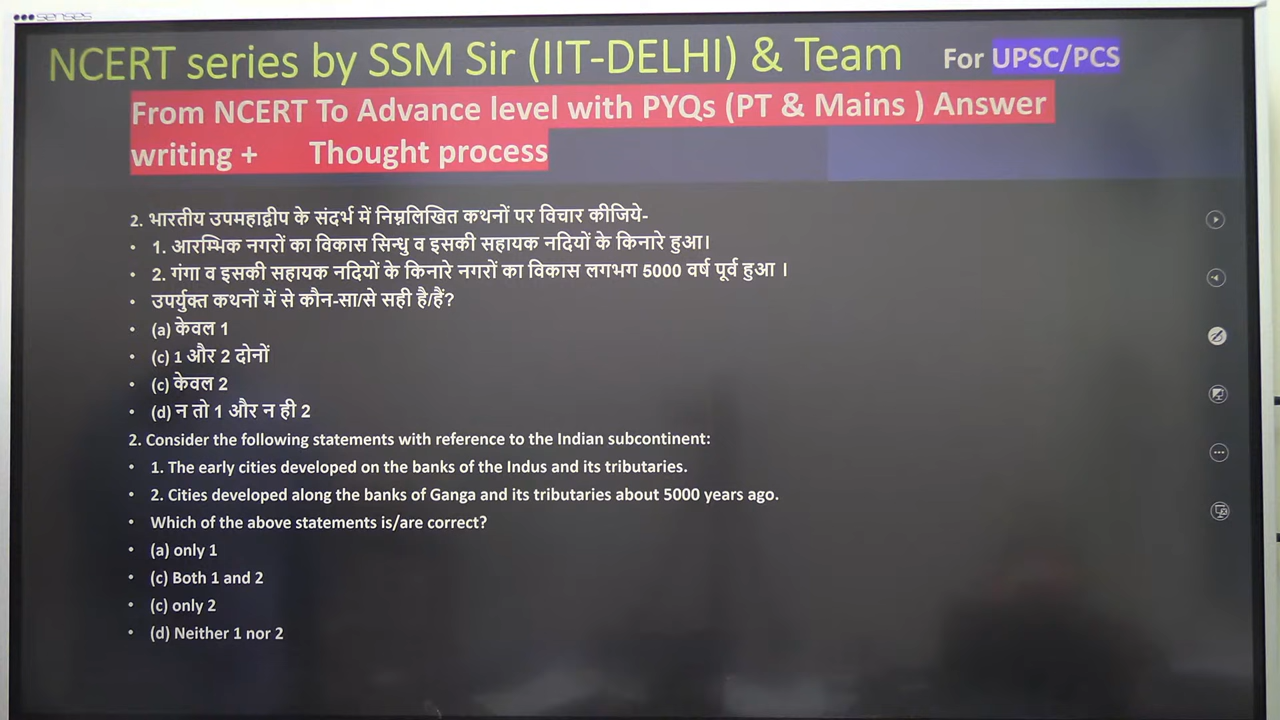 senses
NCERT series by SSM Sir (IIT-DELHI) & Team For UPSC/PCS
From NCERT To Advance level with PYQs (PT & Mains ) Answer
writing + Thought process
2. भारतीय उपमहाद्वीप के संदर्भ में निम्नलिखित कथनों पर विचार कीजिये-
• 1. आरम्भिक नगरों का विकास सिन्धु व इसकी सहायक नदियों के किनारे हुआ।
• 2. गंगा व इसकी सहायक नदियों के किनारे नगरों का विकास लगभग 5000 वर्ष पूर्व हुआ ।
• उपर्युक्त कथनों में से कौन-सा/से सही है/हैं?
• (a) केवल 1
• (c) 1 और 2 दोनों
• (c) केवल 2
• (d) न तो 1 और न ही 2
2. Consider the following statements with reference to the Indian subcontinent:
• 1. The early cities developed on the banks of the Indus and its tributaries.
• 2. Cities developed along the banks of Ganga and its tributaries about 5000 years ago.
• Which of the above statements is/are correct?
• (a) only 1
• (c) Both 1 and 2
• (c) only 2
• (d) Neither 1 nor 2